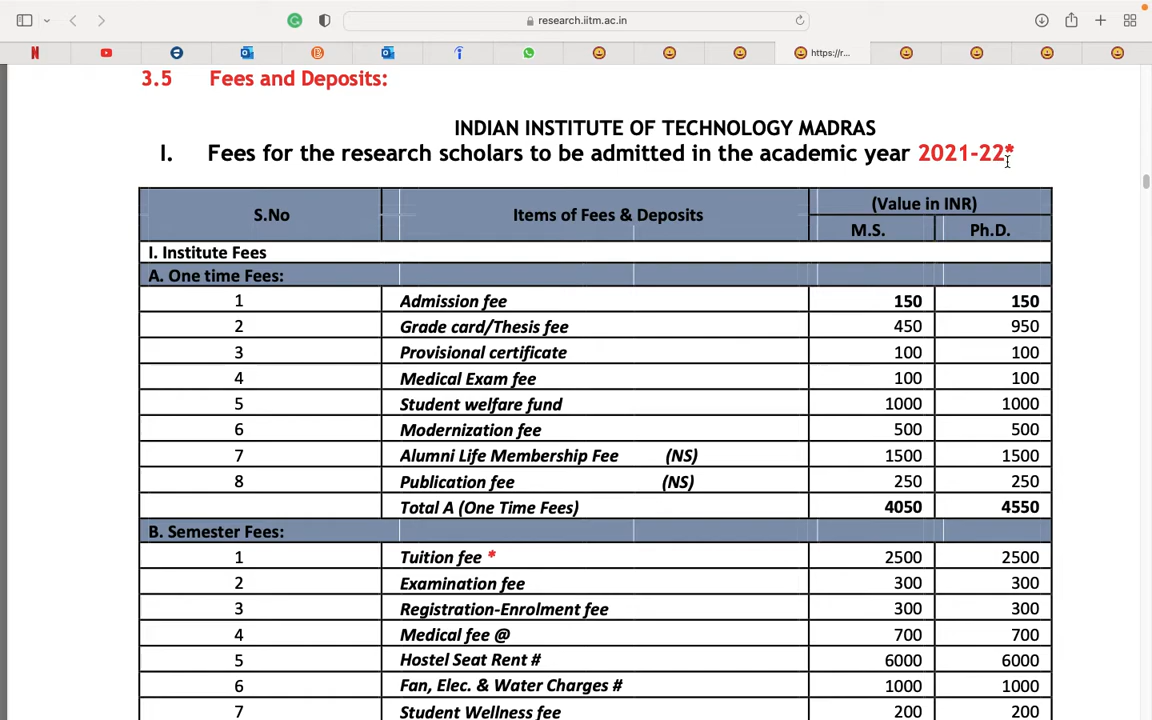 research.iitm.ac.in
https://r...
3.5 Fees and Deposits:
INDIAN INSTITUTE OF TECHNOLOGY MADRAS
I. Fees for the research scholars to be admitted in the academic year 2021-22*
S.No Items of Fees & Deposits (Value in INR)
M.S. Ph.D.
I. Institute Fees
A. One time Fees:
1 Admission fee 150 150
2 Grade card/Thesis fee 450 950
3 Provisional certificate 100 100
4 Medical Exam fee 100 100
5 Student welfare fund 1000 1000
6 Modernization fee 500 500
7 Alumni Life Membership Fee (NS) 1500 1500
8 Publication fee (NS) 250 250
Total A (One Time Fees) 4050 4550
B. Semester Fees:
1 Tuition fee * 2500 2500
2 Examination fee 300 300
3 Registration-Enrolment fee 300 300
4 Medical fee @ 700 700
5 Hostel Seat Rent # 6000 6000
6 Fan, Elec. & Water Charges # 1000 1000
7 Student Wellness fee 200 200